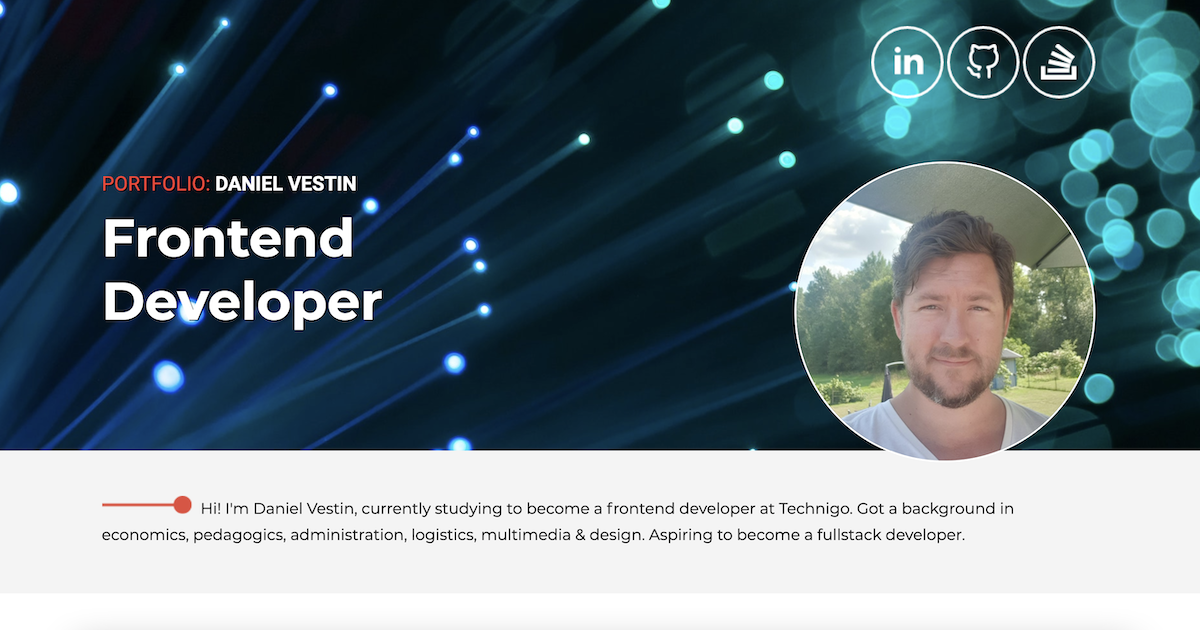 in
PORTFOLIO: DANIEL VESTIN
Frontend
Developer
Hi! I'm Daniel Vestin, currently studying to become a frontend developer at Technigo. Got a background in
economics, pedagogics, administration, logistics, multimedia & design. Aspiring to become a fullstack developer.